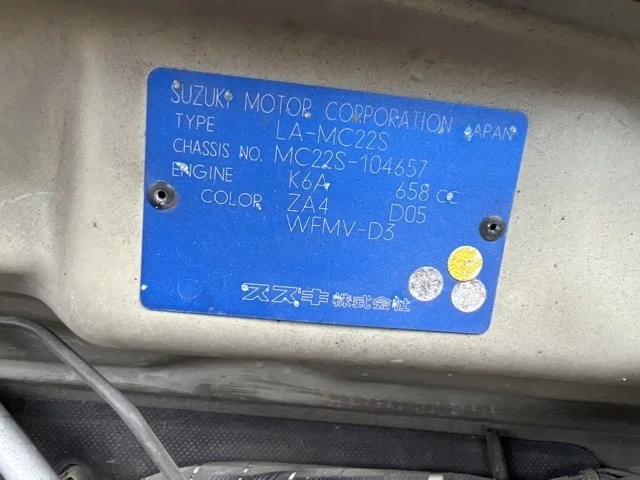 SUZUKI MOTOR CORPORATION JAPAN
TYPE LA-MC22S
CHASSIS NO. MC22S-104657
ENGINE K6A 658 CC
COLOR ZA4 D05
WFMV-D3
スズキ株式会社